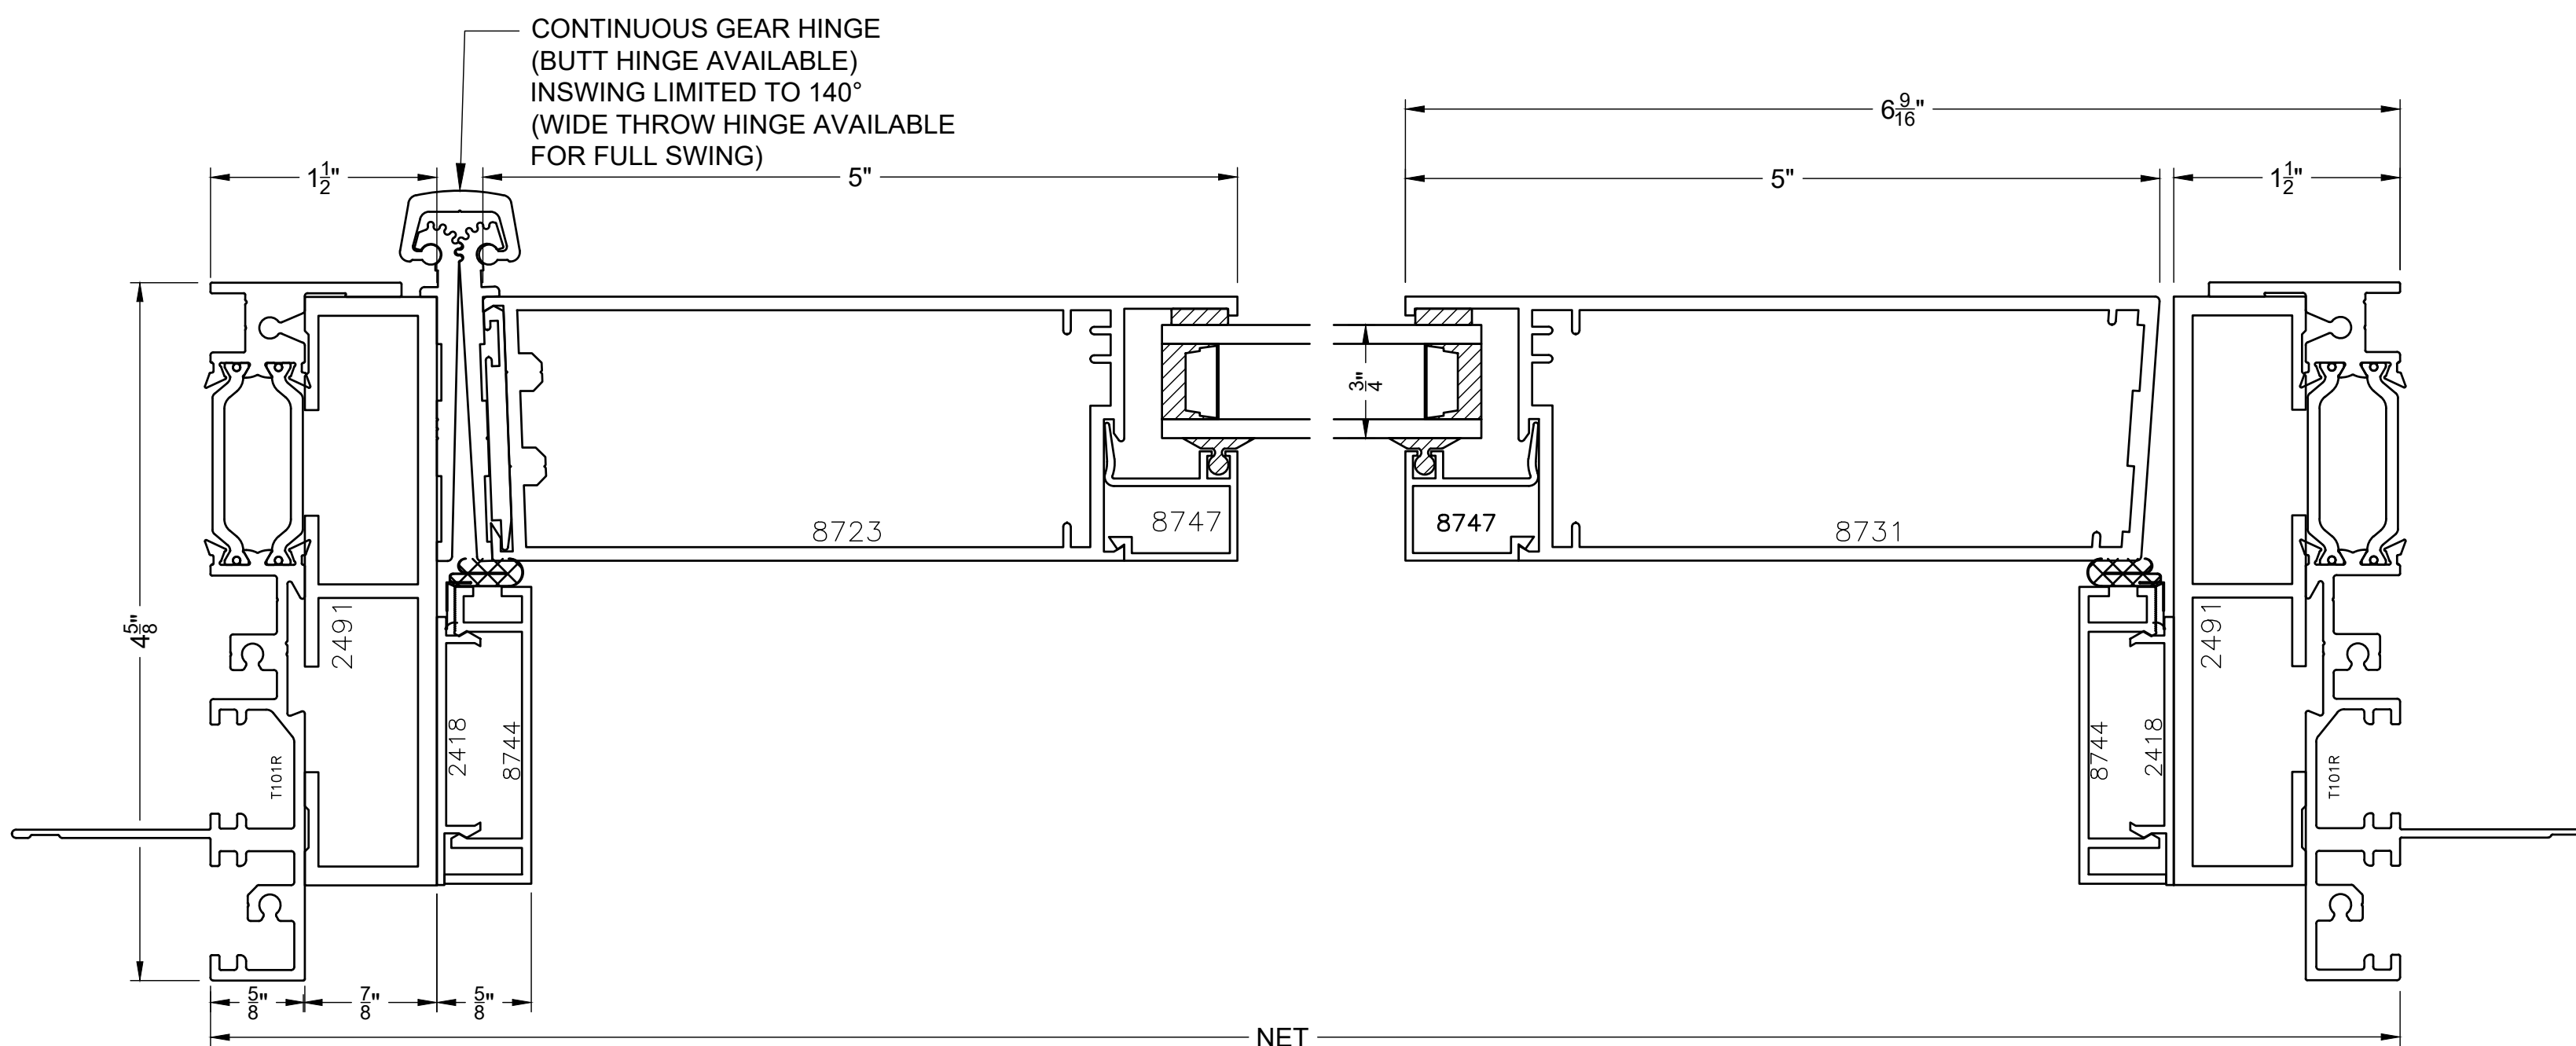 CONTINUOUS GEAR HINGE
(BUTT HINGE AVAILABLE)
INSWING LIMITED TO 140°
(WIDE THROW HINGE AVAILABLE
FOR FULL SWING)
6 9/16"
1 1/2"
5"
5"
1 1/2"
3/4"
4 5/8"
8723
8747
8747
8731
2491
2491
2418
8744
8744
2418
T101R
T101R
5/8"
7/8"
5/8"
NET